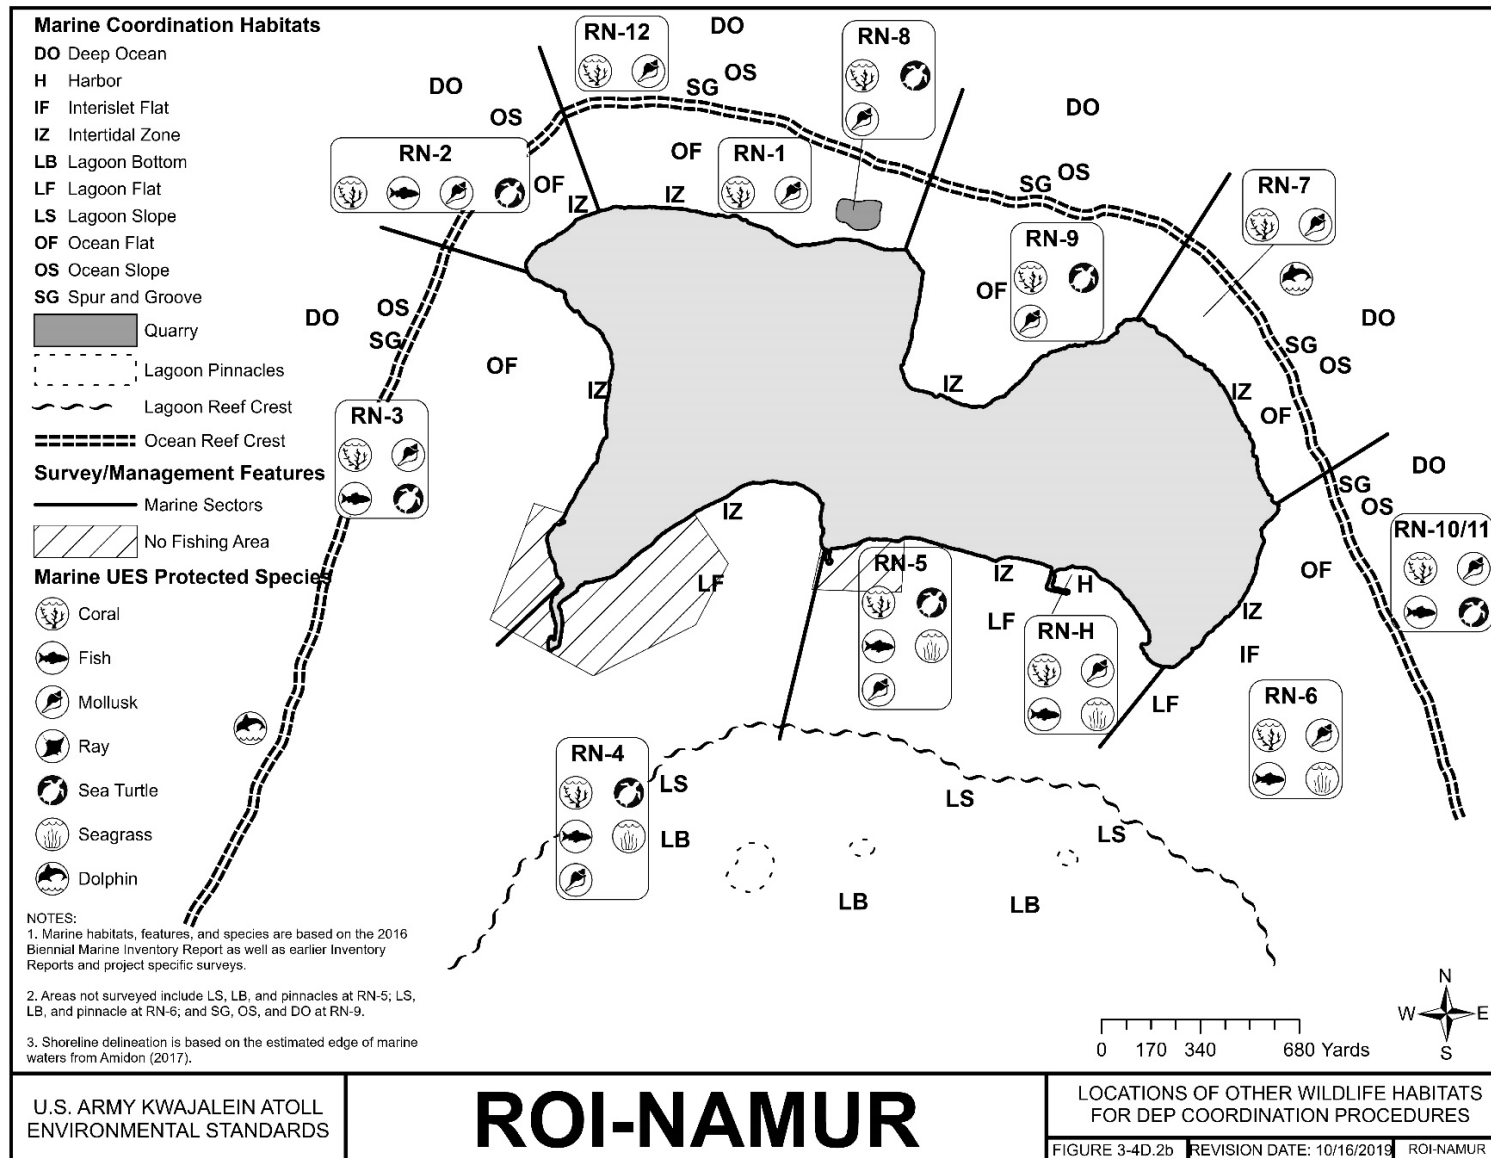 Marine Coordination Habitats
DO Deep Ocean
H Harbor
IF Interislet Flat
IZ Intertidal Zone
LB Lagoon Bottom
LF Lagoon Flat
LS Lagoon Slope
OF Ocean Flat
OS Ocean Slope
SG Spur and Groove
Quarry
Lagoon Pinnacles
Lagoon Reef Crest
Ocean Reef Crest
Survey/Management Features
Marine Sectors
No Fishing Area
Marine UES Protected Species
Coral
Fish
Mollusk
Ray
Sea Turtle
Seagrass
Dolphin
NOTES:
1. Marine habitats, features, and species are based on the 2016
Biennial Marine Inventory Report as well as earlier Inventory
Reports and project specific surveys.
2. Areas not surveyed include LS, LB, and pinnacles at RN-5; LS,
LB, and pinnacle at RN-6; and SG, OS, and DO at RN-9.
3. Shoreline delineation is based on the estimated edge of marine
waters from Amidon (2017).
RN-12
DO
RN-8
DO
SG
OS
DO
OS
RN-2
OF
RN-1
OF
IZ
IZ
SG
OS
RN-7
RN-9
OF
DO
OS
SG
OF
IZ
IZ
DO
SG
OS
IZ
OF
RN-3
DO
SG
OS
IZ
RN-10/11
LF
RN-5
IZ
H
LF
RN-H
OF
IZ
IF
LF
RN-6
RN-4
LS
LB
LS
LS
LB
LB
N
W
E
S
0 170 340 680 Yards
U.S. ARMY KWAJALEIN ATOLL
ENVIRONMENTAL STANDARDS
ROI-NAMUR
LOCATIONS OF OTHER WILDLIFE HABITATS
FOR DEP COORDINATION PROCEDURES
FIGURE 3-4D.2b REVISION DATE: 10/16/2019 ROI-NAMUR